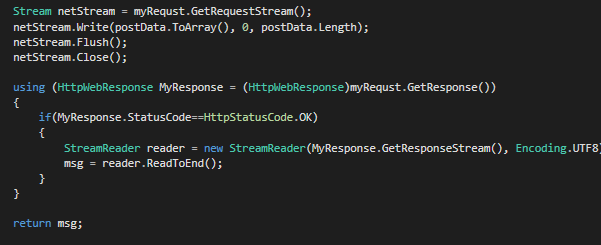 Stream netStream = myRequst.GetRequestStream();
netStream.Write(postData.ToArray(), 0, postData.Length);
netStream.Flush();
netStream.Close();
using (HttpWebResponse MyResponse = (HttpWebResponse)myRequst.GetResponse())
{
if(MyResponse.StatusCode==HttpStatusCode.OK)
{
StreamReader reader = new StreamReader(MyResponse.GetResponseStream(), Encoding.UTF8)
msg = reader.ReadToEnd();
}
}
return msg;